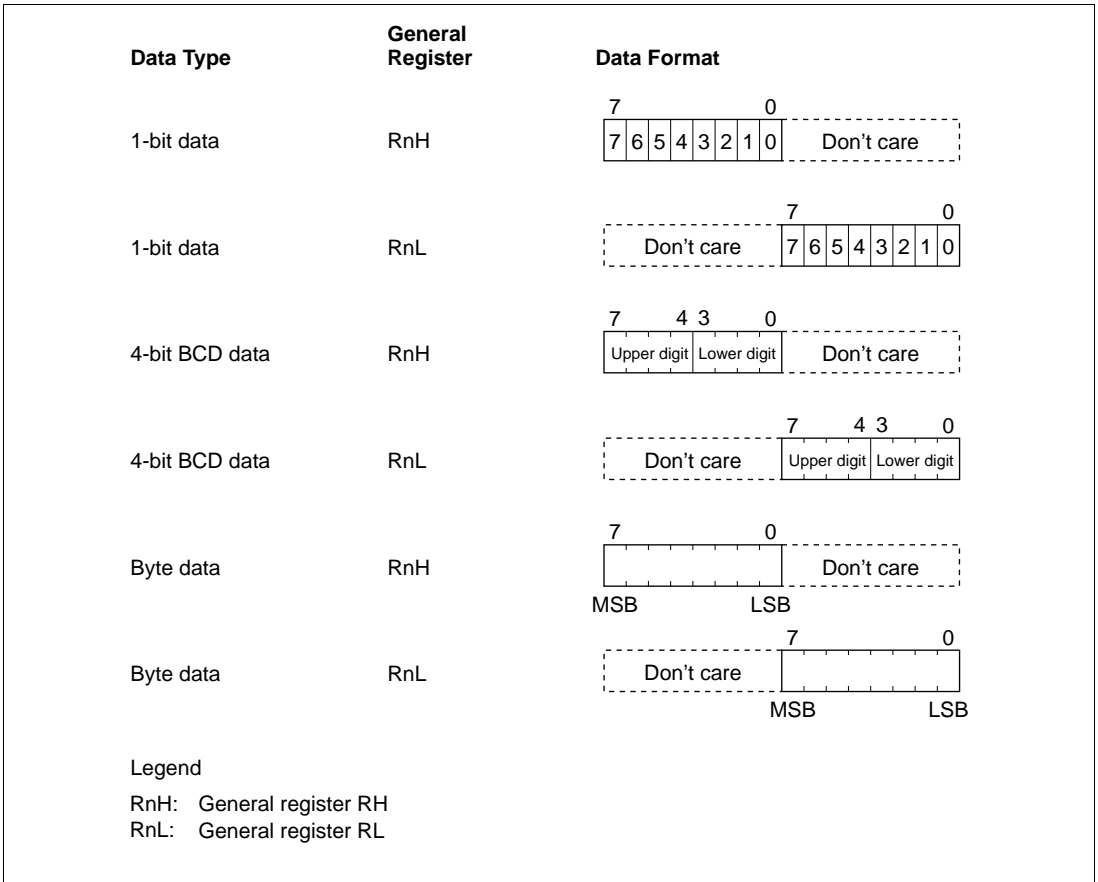 Data Type General Register Data Format
7 0
1-bit data RnH 7 6 5 4 3 2 1 0 Don't care
7 0
1-bit data RnL Don't care 7 6 5 4 3 2 1 0
7 4 3 0
4-bit BCD data RnH Upper digit Lower digit Don't care
7 4 3 0
4-bit BCD data RnL Don't care Upper digit Lower digit
7 0
Byte data RnH Don't care
MSB LSB
7 0
Byte data RnL Don't care
MSB LSB
Legend
RnH: General register RH
RnL: General register RL